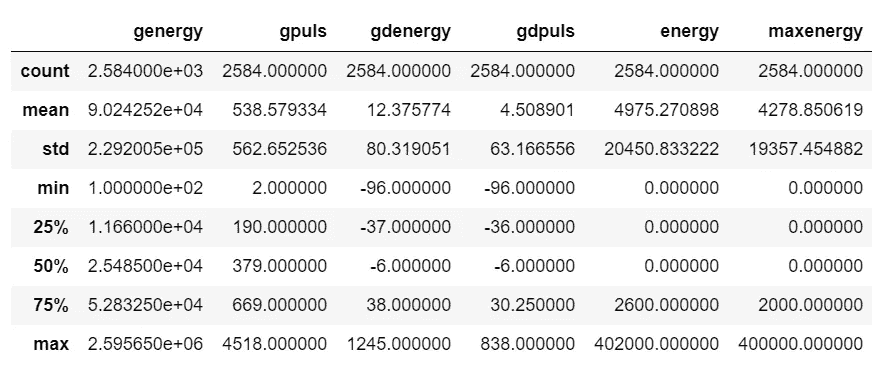 genergy gpuls gdenergy gdpuls energy maxenergy
count 2.584000e+03 2584.000000 2584.000000 2584.000000 2584.000000 2584.000000
mean 9.024252e+04 538.579334 12.375774 4.508901 4975.270898 4278.850619
std 2.292005e+05 562.652536 80.319051 63.166556 20450.833222 19357.454882
min 1.000000e+02 2.000000 -96.000000 -96.000000 0.000000 0.000000
25% 1.166000e+04 190.000000 -37.000000 -36.000000 0.000000 0.000000
50% 2.548500e+04 379.000000 -6.000000 -6.000000 0.000000 0.000000
75% 5.283250e+04 669.000000 38.000000 30.250000 2600.000000 2000.000000
max 2.595650e+06 4518.000000 1245.000000 838.000000 402000.000000 400000.000000